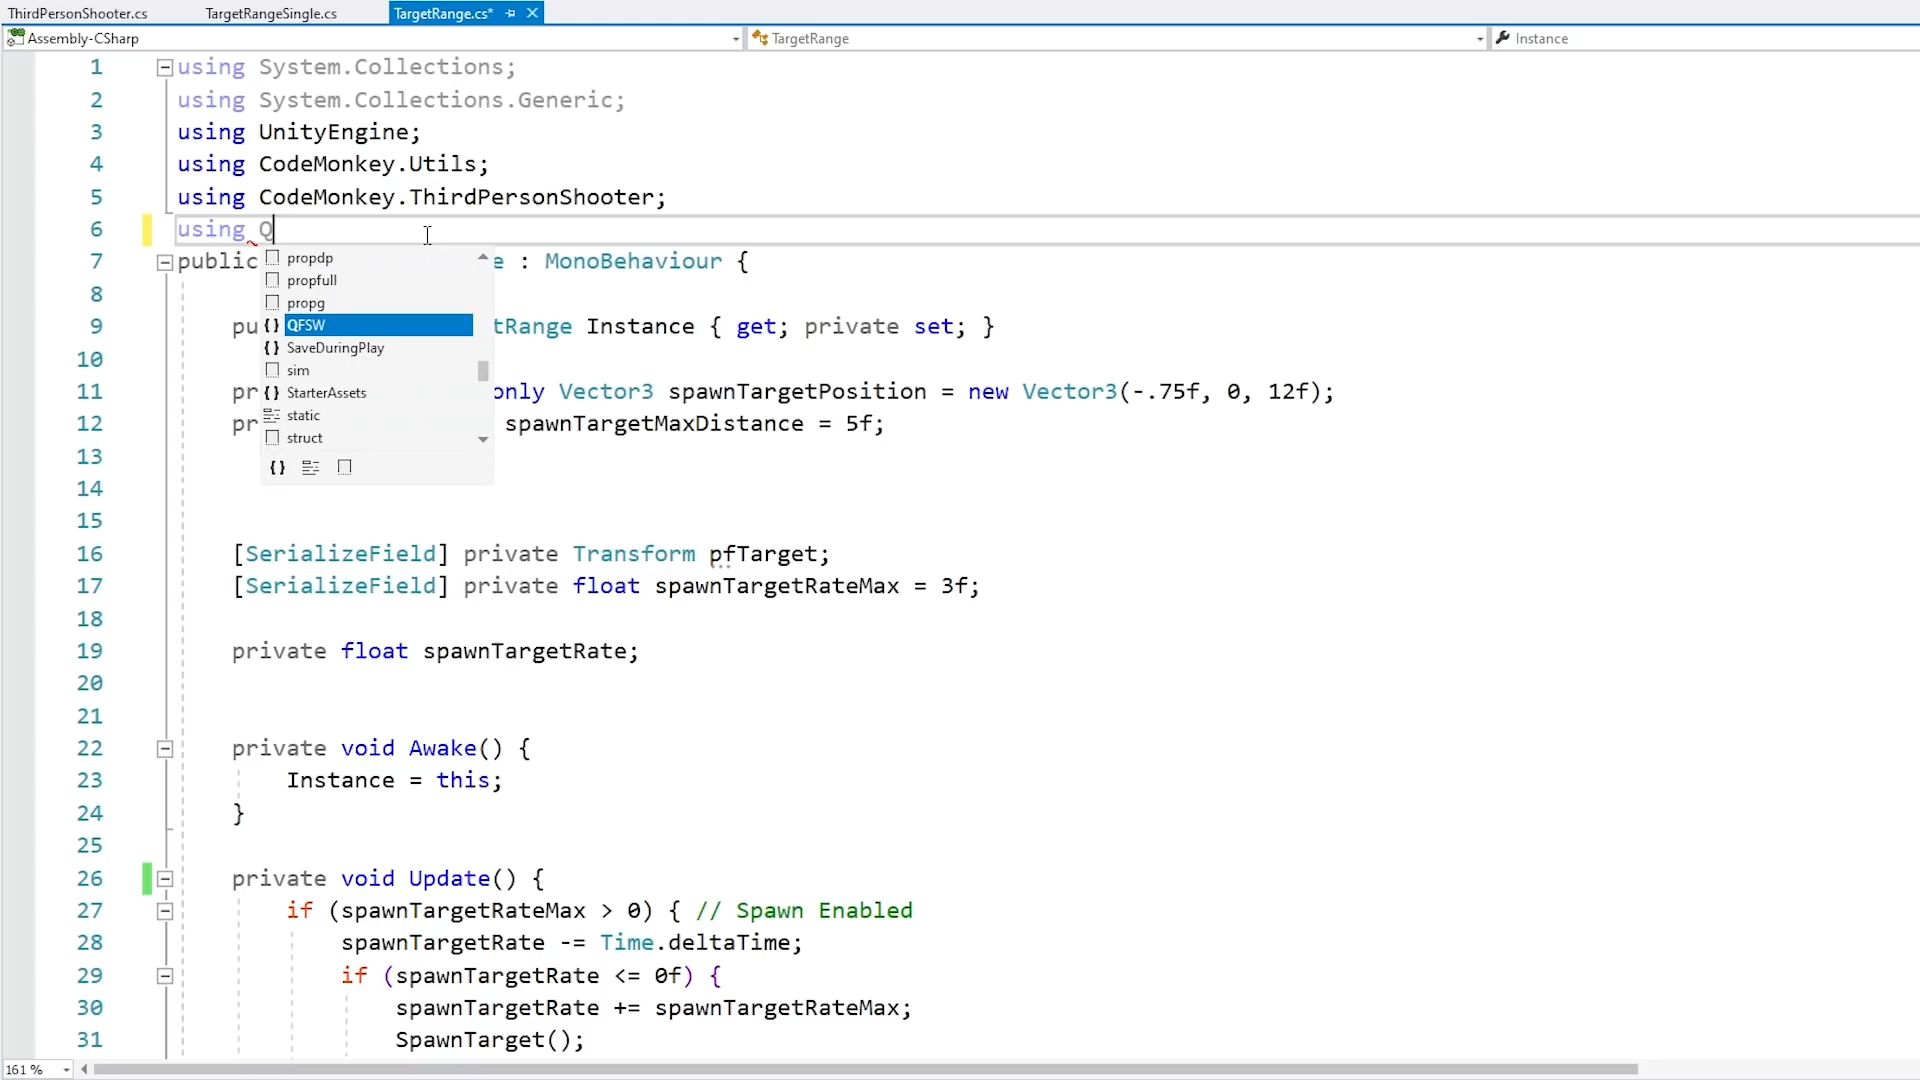 ThirdPersonShooter.cs TargetRangeSingle.cs TargetRange.cs*
Assembly-CSharp TargetRange Instance
1 using System.Collections;
2 using System.Collections.Generic;
3 using UnityEngine;
4 using CodeMonkey.Utils;
5 using CodeMonkey.ThirdPersonShooter;
6 using Q
7 public e : MonoBehaviour {
8
9 pu tRange Instance { get; private set; }
10
11 pr only Vector3 spawnTargetPosition = new Vector3(-.75f, 0, 12f);
12 pr spawnTargetMaxDistance = 5f;
propdp
propfull
propg
{} QFSW
{} SaveDuringPlay
sim
{} StarterAssets
static
struct
{}
13
14
15
16 [SerializeField] private Transform pfTarget;
17 [SerializeField] private float spawnTargetRateMax = 3f;
18
19 private float spawnTargetRate;
20
21
22 private void Awake() {
23 Instance = this;
24 }
25
26 private void Update() {
27 if (spawnTargetRateMax > 0) { // Spawn Enabled
28 spawnTargetRate -= Time.deltaTime;
29 if (spawnTargetRate <= 0f) {
30 spawnTargetRate += spawnTargetRateMax;
31 SpawnTarget();
161 %